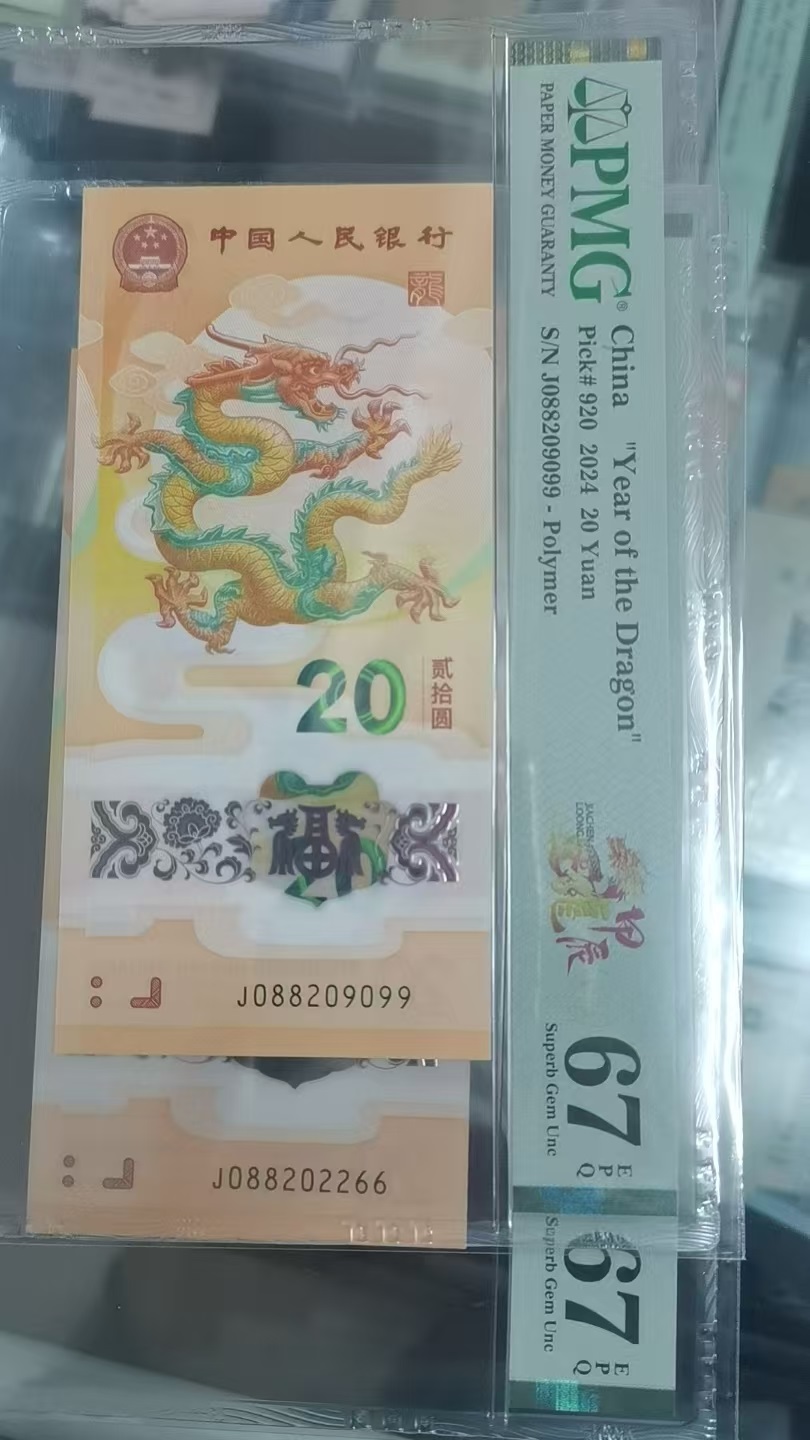 中国人民银行
龍
20
贰拾圆
福
J088209099
J088202266
PMG®
PAPER MONEY GUARANTY
China "Year of the Dragon"
Pick# 920 2024 20 Yuan
S/N J088209099 - Polymer
甲辰
67 EPQ
Superb Gem Unc
67 EPQ
Superb Gem Unc